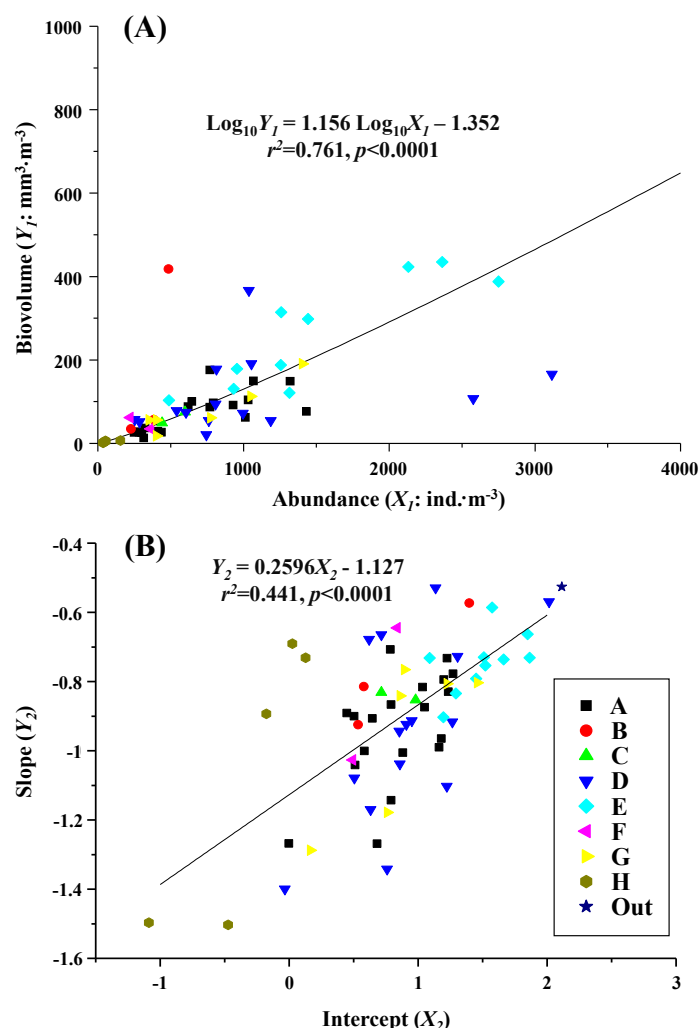 (A)
1000
800
600
400
200
0
Biovolume (Y₁: mm³·m⁻³)
Log₁₀Y₁ = 1.156 Log₁₀X₁ – 1.352
r²=0.761, p<0.0001
0 1000 2000 3000 4000
Abundance (X₁: ind.·m⁻³)
(B)
-0.4
-0.6
-0.8
-1
-1.2
-1.4
-1.6
Slope (Y₂)
Y₂ = 0.2596X₂ - 1.127
r²=0.441, p<0.0001
A
B
C
D
E
F
G
H
Out
-1 0 1 2 3
Intercept (X₂)